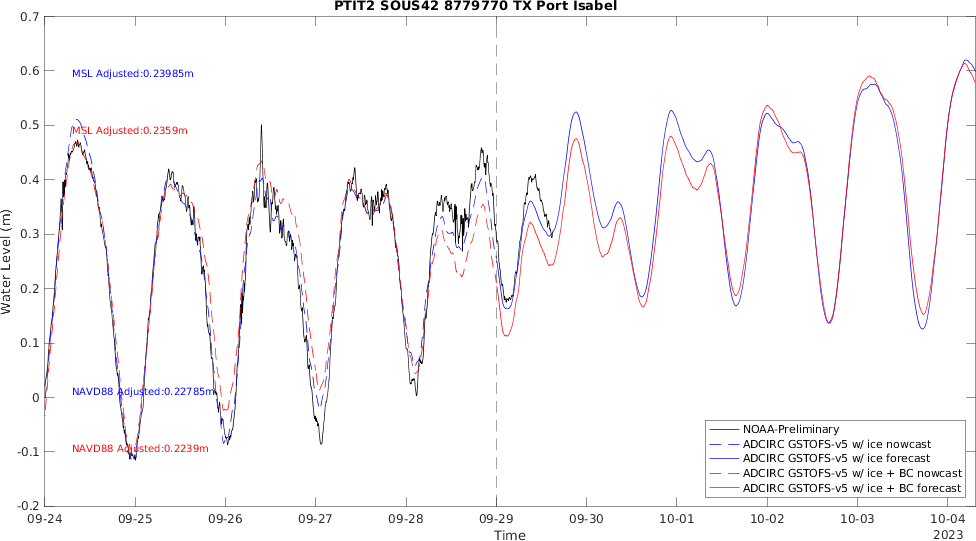 PTIT2 SOUS42 8779770 TX Port Isabel
0.7
0.6
0.5
0.4
0.3
0.2
0.1
0
-0.1
-0.2
Water Level (m)
MSL Adjusted:0.23985m
MSL Adjusted:0.2359m
NAVD88 Adjusted:0.22785m
NAVD88 Adjusted:0.2239m
NOAA-Preliminary
ADCIRC GSTOFS-v5 w/ ice nowcast
ADCIRC GSTOFS-v5 w/ ice forecast
ADCIRC GSTOFS-v5 w/ ice + BC nowcast
ADCIRC GSTOFS-v5 w/ ice + BC forecast
09-24 09-25 09-26 09-27 09-28 09-29 09-30 10-01 10-02 10-03 10-04
Time
2023